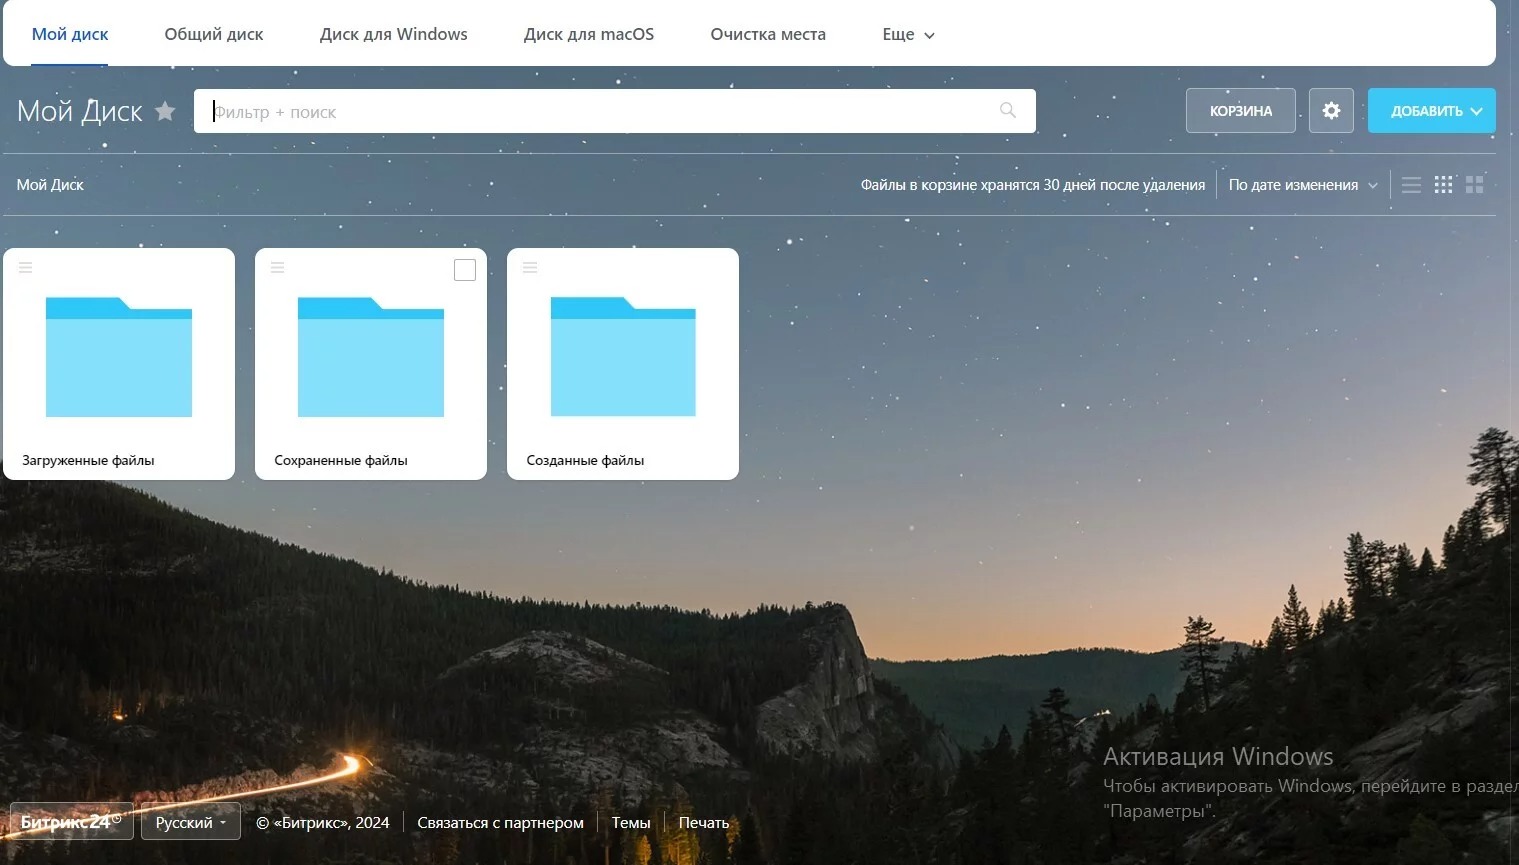 Мой диск Общий диск Диск для Windows Диск для macOS Очистка места Еще
Мой Диск Фильтр + поиск КОРЗИНА ДОБАВИТЬ
Мой Диск Файлы в корзине хранятся 30 дней после удаления По дате изменения
Загруженные файлы Сохраненные файлы Созданные файлы
Активация Windows
Чтобы активировать Windows, перейдите в раздел
"Параметры".
Битрикс24 Русский © «Битрикс», 2024 Связаться с партнером Темы Печать